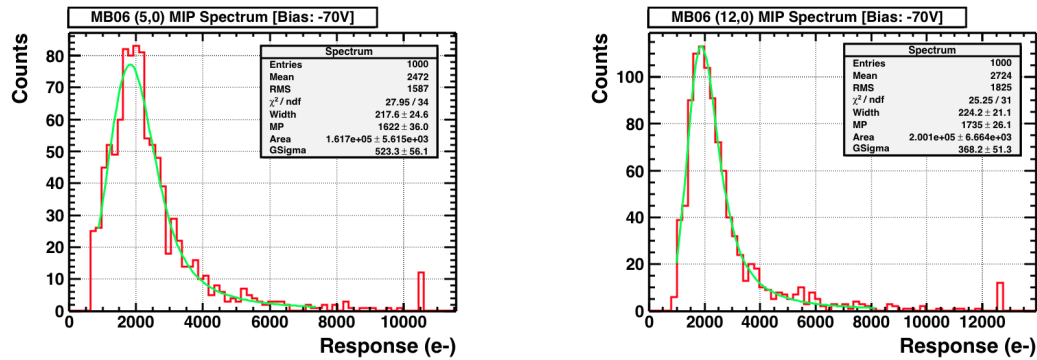 MB06 (5,0) MIP Spectrum [Bias: -70V]
Counts
80
70
60
50
40
30
20
10
0
0 2000 4000 6000 8000 10000
Response (e-)
Spectrum
Entries 1000
Mean 2472
RMS 1587
χ² / ndf 27.95 / 34
Width 217.6 ± 24.6
MP 1622 ± 36.0
Area 1.617e+05 ± 5.615e+03
GSigma 523.3 ± 56.1
MB06 (12,0) MIP Spectrum [Bias: -70V]
Counts
100
80
60
40
20
0
0 2000 4000 6000 8000 10000 12000
Response (e-)
Spectrum
Entries 1000
Mean 2724
RMS 1825
χ² / ndf 25.25 / 31
Width 224.2 ± 21.1
MP 1735 ± 26.1
Area 2.001e+05 ± 6.664e+03
GSigma 368.2 ± 51.3